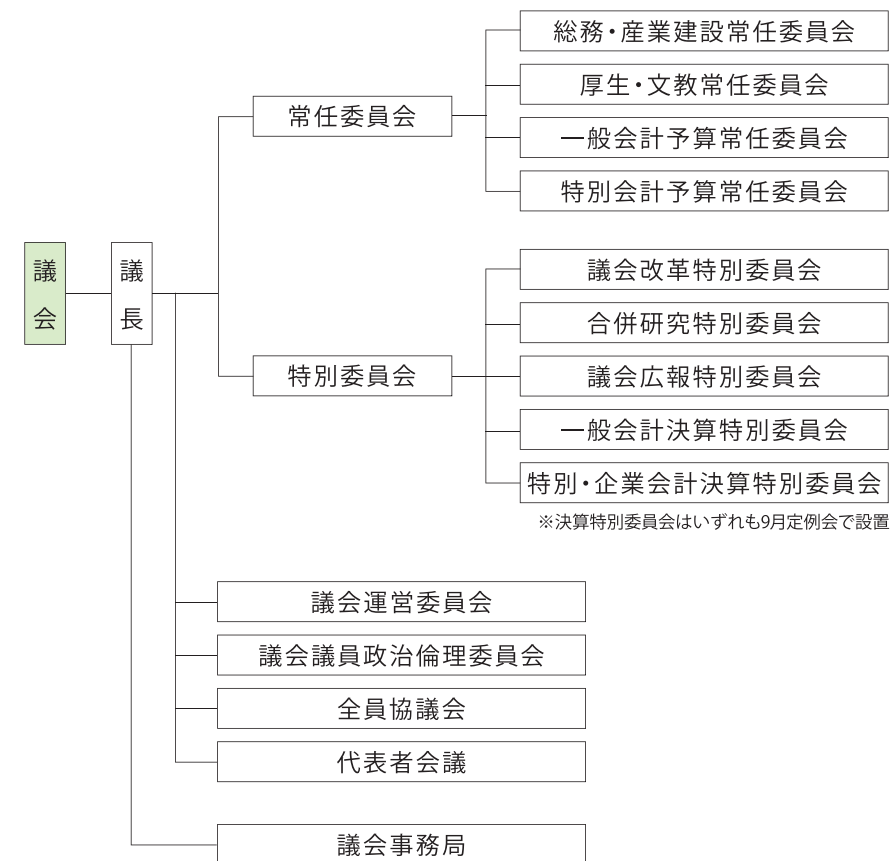 議会
議長
常任委員会
総務・産業建設常任委員会
厚生・文教常任委員会
一般会計予算常任委員会
特別会計予算常任委員会
特別委員会
議会改革特別委員会
合併研究特別委員会
議会広報特別委員会
一般会計決算特別委員会
特別・企業会計決算特別委員会
※決算特別委員会はいずれも9月定例会で設置
議会運営委員会
議会議員政治倫理委員会
全員協議会
代表者会議
議会事務局